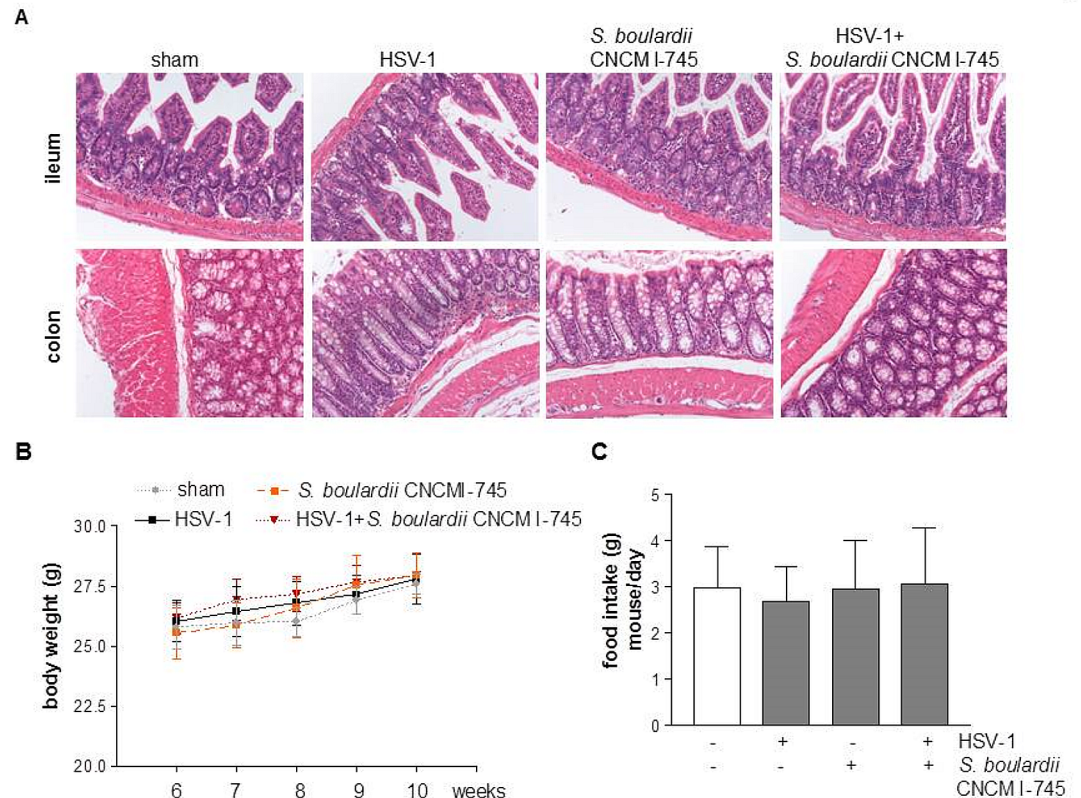 A
sham
HSV-1
S. boulardii
CNCM I-745
HSV-1+
S. boulardii CNCM I-745
ileum
colon
B
sham
S. boulardii CNCMI-745
HSV-1
HSV-1+S. boulardii CNCM I-745
30.0
27.5
25.0
22.5
20.0
body weight (g)
6 7 8 9 10 weeks
C
5
4
3
2
1
0
food intake (g)
mouse/day
- + - + HSV-1
- - + + S. boulardii
CNCM I-745